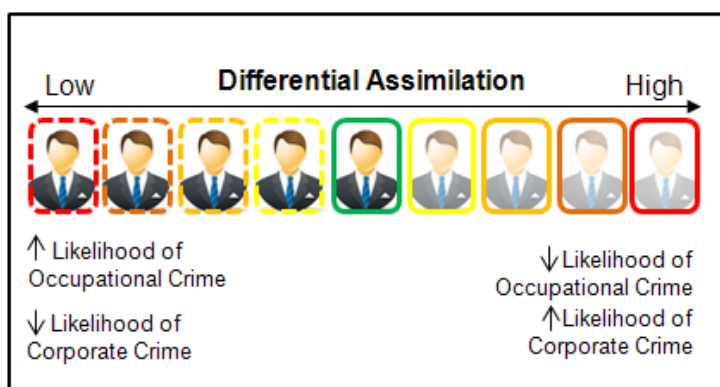 Differential Assimilation
Low
High
↑ Likelihood of
Occupational Crime
↓ Likelihood of
Corporate Crime
↓ Likelihood of
Occupational Crime
↑ Likelihood of
Corporate Crime